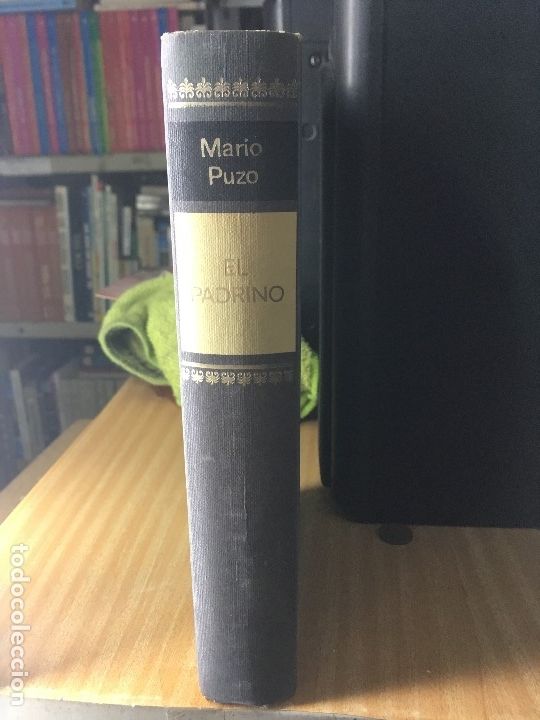 Mario
Puzo
EL
PADRINO
todocoleccion